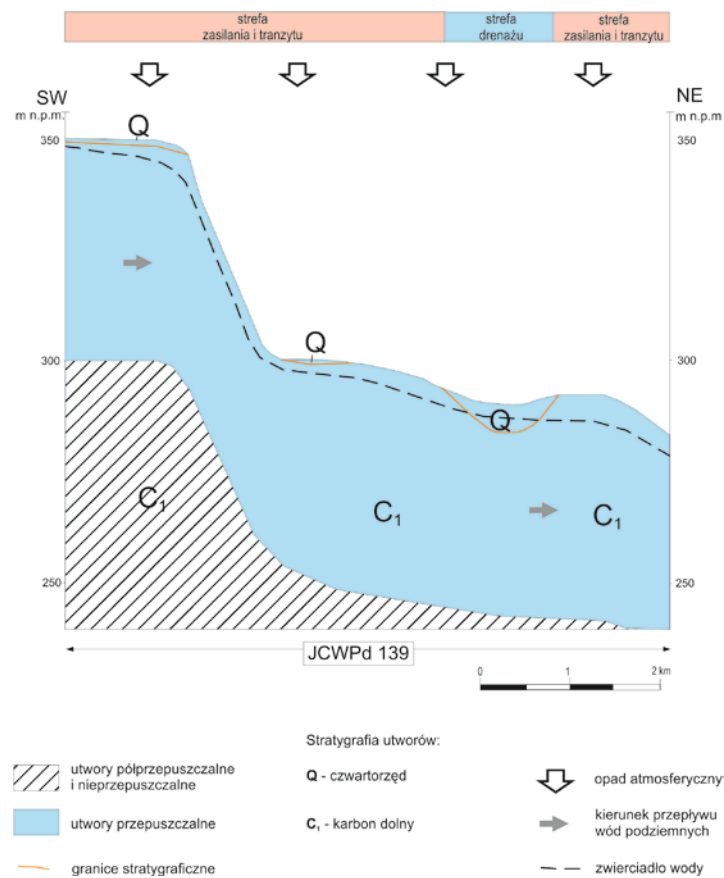 strefa
zasilania i tranzytu
strefa
drenażu
strefa
zasilania i tranzytu
SW
NE
m n.p.m.
m n.p.m.
Q
350
350
Q
300
300
Q
C₁
C₁
C₁
250
250
JCWPd 139
0 1 2 km
Stratygrafia utworów:
utwory półprzepuszczalne
i nieprzepuszczalne
Q - czwartorzęd
opad atmosferyczny
utwory przepuszczalne
C₁ - karbon dolny
kierunek przepływu
wód podziemnych
granice stratygraficzne
zwierciadło wody